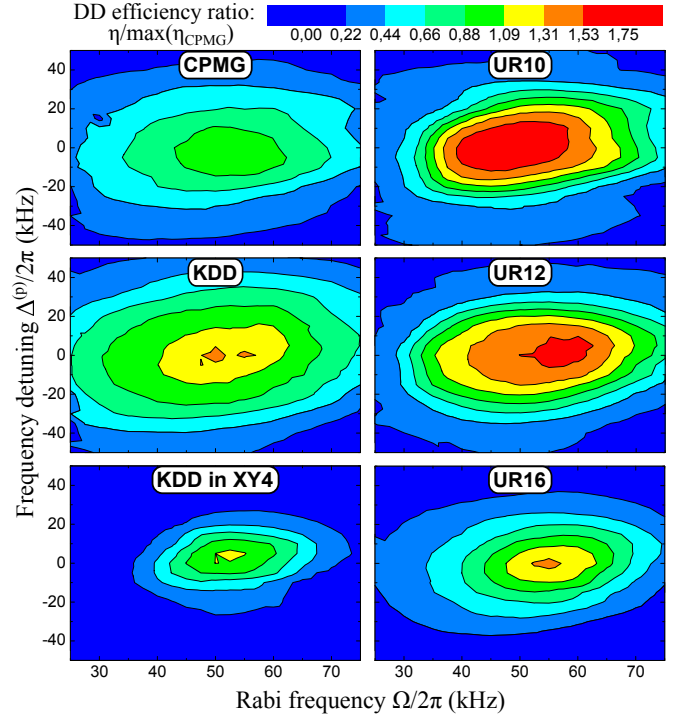 DD efficiency ratio:
η/max(ηCPMG)
0,00 0,22 0,44 0,66 0,88 1,09 1,31 1,53 1,75
CPMG
UR10
40
20
0
-20
-40
KDD
UR12
40
20
0
-20
-40
KDD in XY4
UR16
40
20
0
-20
-40
30 40 50 60 70 30 40 50 60 70
Frequency detuning Δ(p)/2π (kHz)
Rabi frequency Ω/2π (kHz)